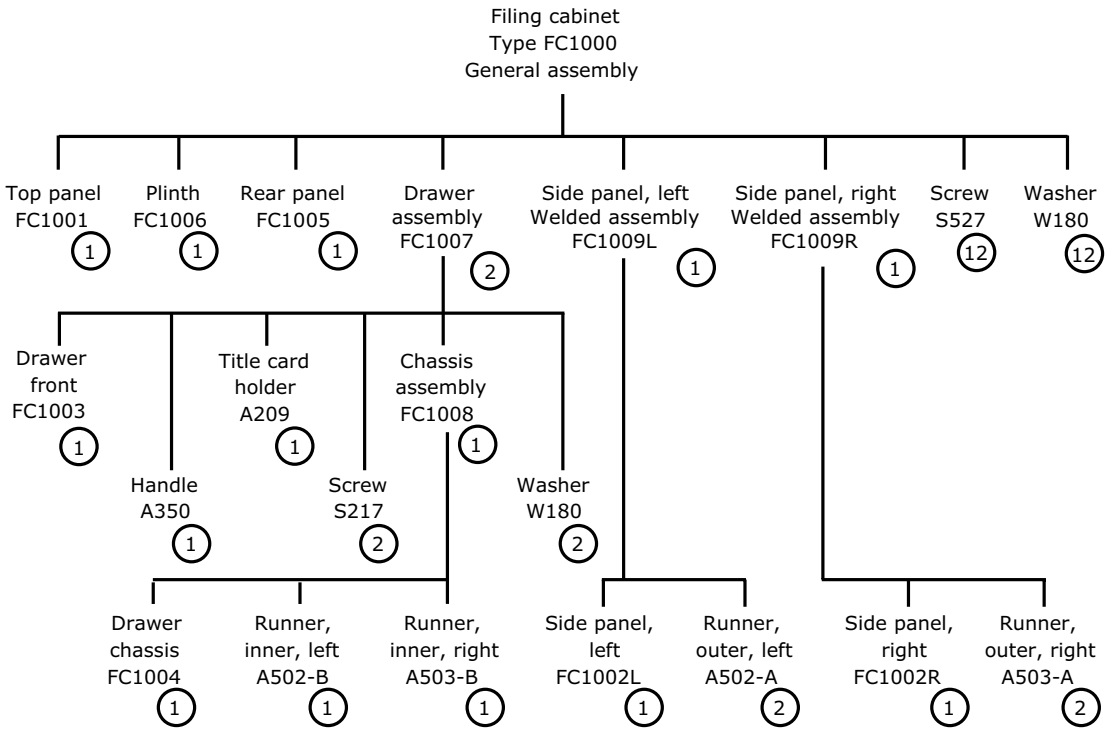 Filing cabinet
Type FC1000
General assembly
Top panel
FC1001
1
Plinth
FC1006
1
Rear panel
FC1005
1
Drawer
assembly
FC1007
2
Side panel, left
Welded assembly
FC1009L
1
Side panel, right
Welded assembly
FC1009R
1
Screw
S527
12
Washer
W180
12
Drawer
front
FC1003
1
Handle
A350
1
Title card
holder
A209
1
Screw
S217
2
Chassis
assembly
FC1008
1
Washer
W180
2
Drawer
chassis
FC1004
1
Runner,
inner, left
A502-B
1
Runner,
inner, right
A503-B
1
Side panel,
left
FC1002L
1
Runner,
outer, left
A502-A
2
Side panel,
right
FC1002R
1
Runner,
outer, right
A503-A
2